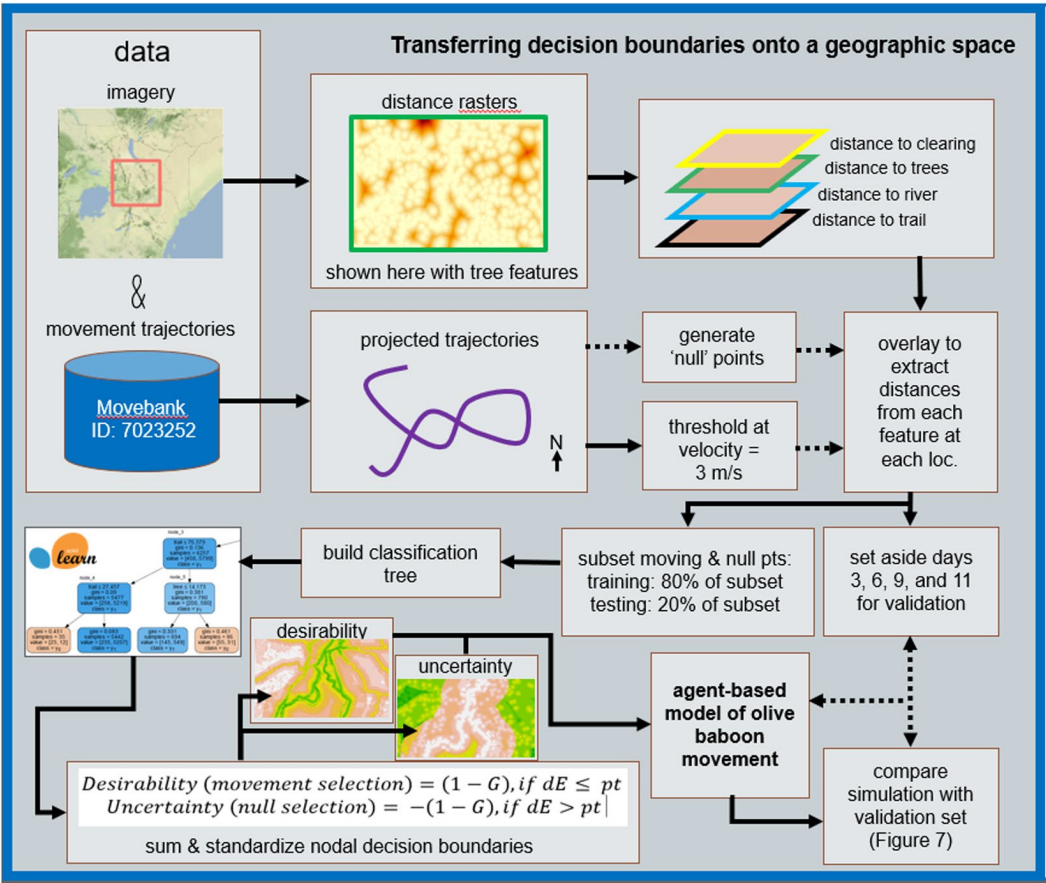 Transferring decision boundaries onto a geographic space
data
imagery
&
movement trajectories
Movebank
ID: 7023252
distance rasters
shown here with tree features
distance to clearing
distance to trees
distance to river
distance to trail
projected trajectories
N
generate
‘null’ points
threshold at
velocity =
3 m/s
overlay to
extract
distances
from each
feature at
each loc.
learn
build classification
tree
subset moving & null pts:
training: 80% of subset
testing: 20% of subset
set aside days
3, 6, 9, and 11
for validation
desirability
uncertainty
agent-based
model of olive
baboon
movement
compare
simulation with
validation set
(Figure 7)
Desirability (movement selection) = (1 − G), if dE ≤ pt
Uncertainty (null selection) = −(1 − G), if dE > pt
sum & standardize nodal decision boundaries